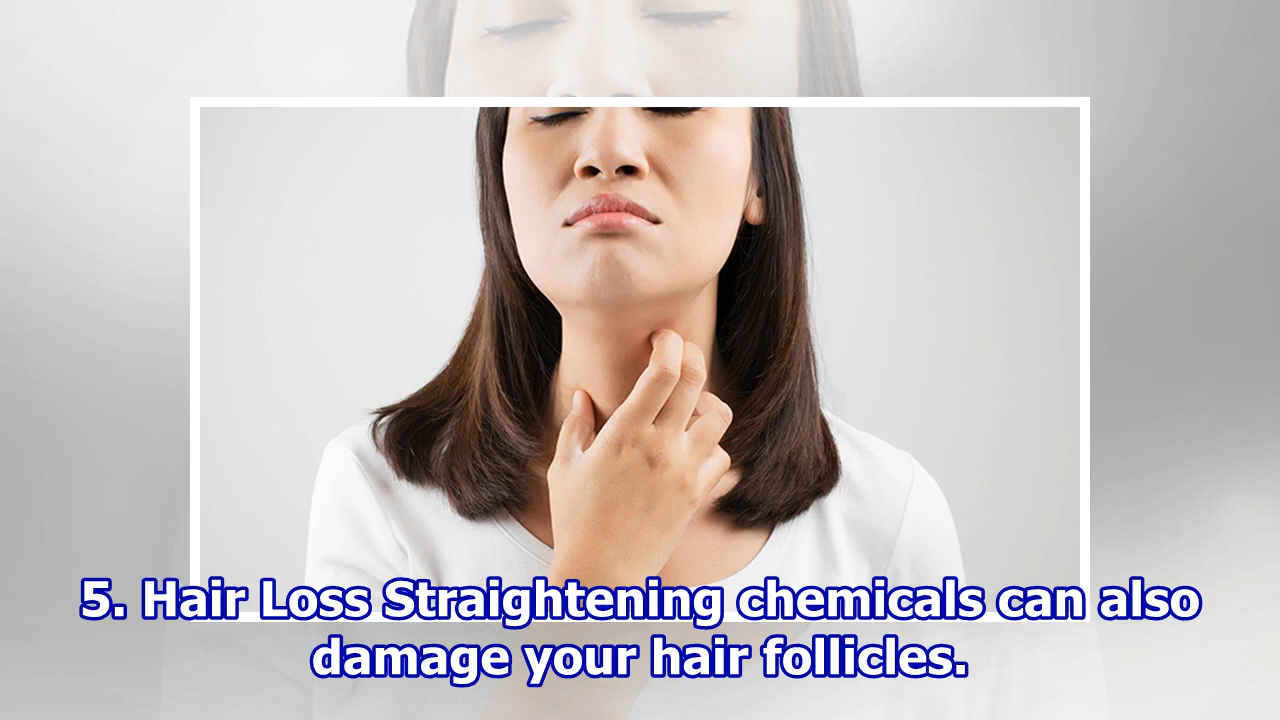 5. Hair Loss Straightening chemicals can also
damage your hair follicles.